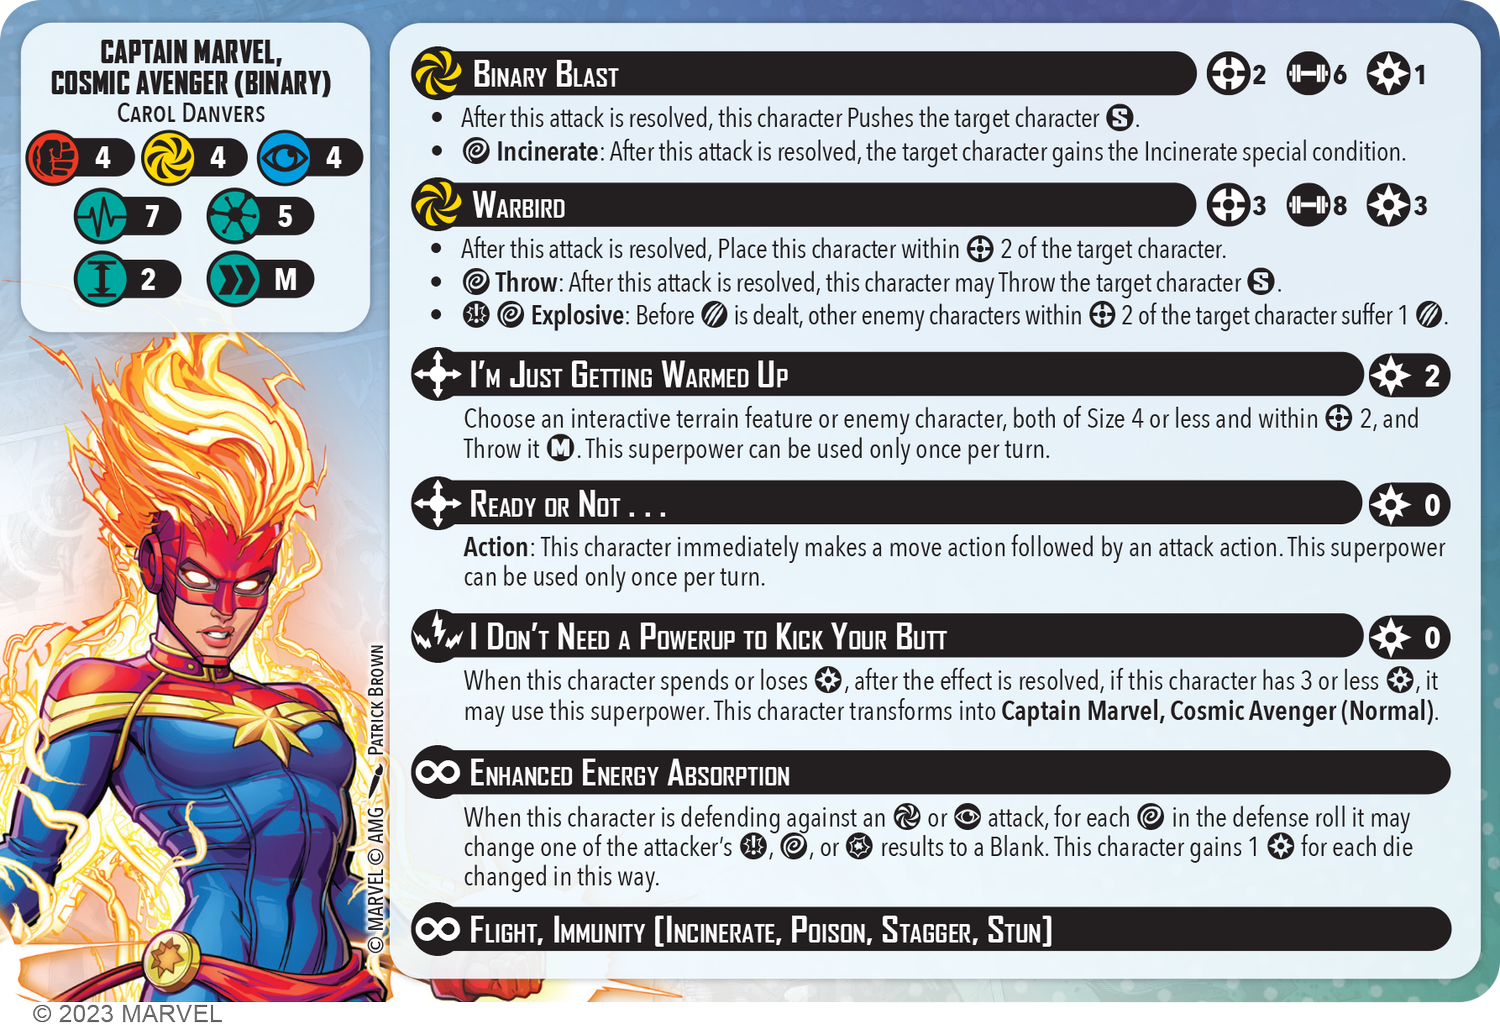 CAPTAIN MARVEL,
COSMIC AVENGER (BINARY)
CAROL DANVERS
4 4 4
7 5
2 M
BINARY BLAST 2 6 1
• After this attack is resolved, this character Pushes the target character S.
• Incinerate: After this attack is resolved, the target character gains the Incinerate special condition.
WARBIRD 3 8 3
• After this attack is resolved, Place this character within 2 of the target character.
• Throw: After this attack is resolved, this character may Throw the target character S.
• Explosive: Before is dealt, other enemy characters within 2 of the target character suffer 1 .
I'M JUST GETTING WARMED UP 2
Choose an interactive terrain feature or enemy character, both of Size 4 or less and within 2, and
Throw it M. This superpower can be used only once per turn.
READY OR NOT . . . 0
Action: This character immediately makes a move action followed by an attack action. This superpower
can be used only once per turn.
I DON'T NEED A POWERUP TO KICK YOUR BUTT 0
When this character spends or loses , after the effect is resolved, if this character has 3 or less , it
may use this superpower. This character transforms into Captain Marvel, Cosmic Avenger (Normal).
ENHANCED ENERGY ABSORPTION
When this character is defending against an or attack, for each in the defense roll it may
change one of the attacker's , , or results to a Blank. This character gains 1 for each die
changed in this way.
FLIGHT, IMMUNITY [INCINERATE, POISON, STAGGER, STUN]
© MARVEL © AMG PATRICK BROWN
© 2023 MARVEL